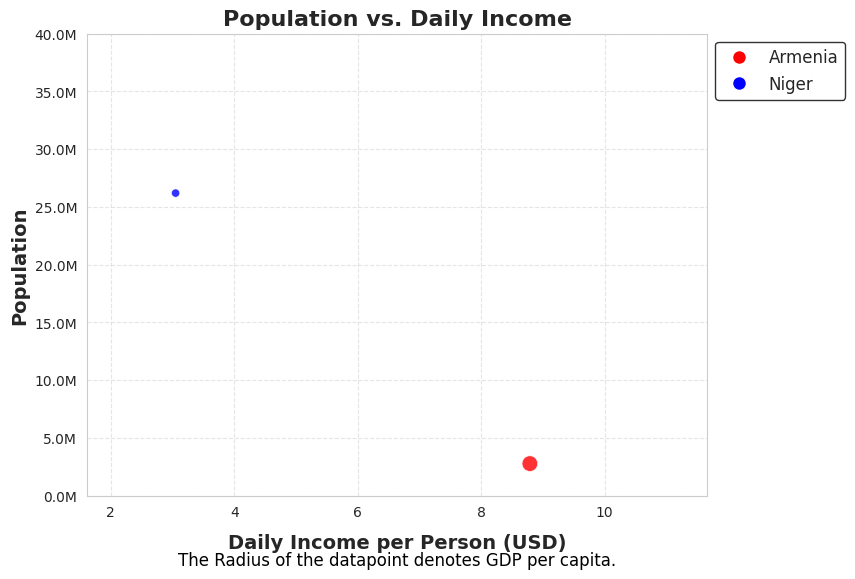 Population vs. Daily Income
40.0M
35.0M
30.0M
25.0M
20.0M
15.0M
10.0M
5.0M
0.0M
Population
2 4 6 8 10
Daily Income per Person (USD)
The Radius of the datapoint denotes GDP per capita.
Armenia
Niger